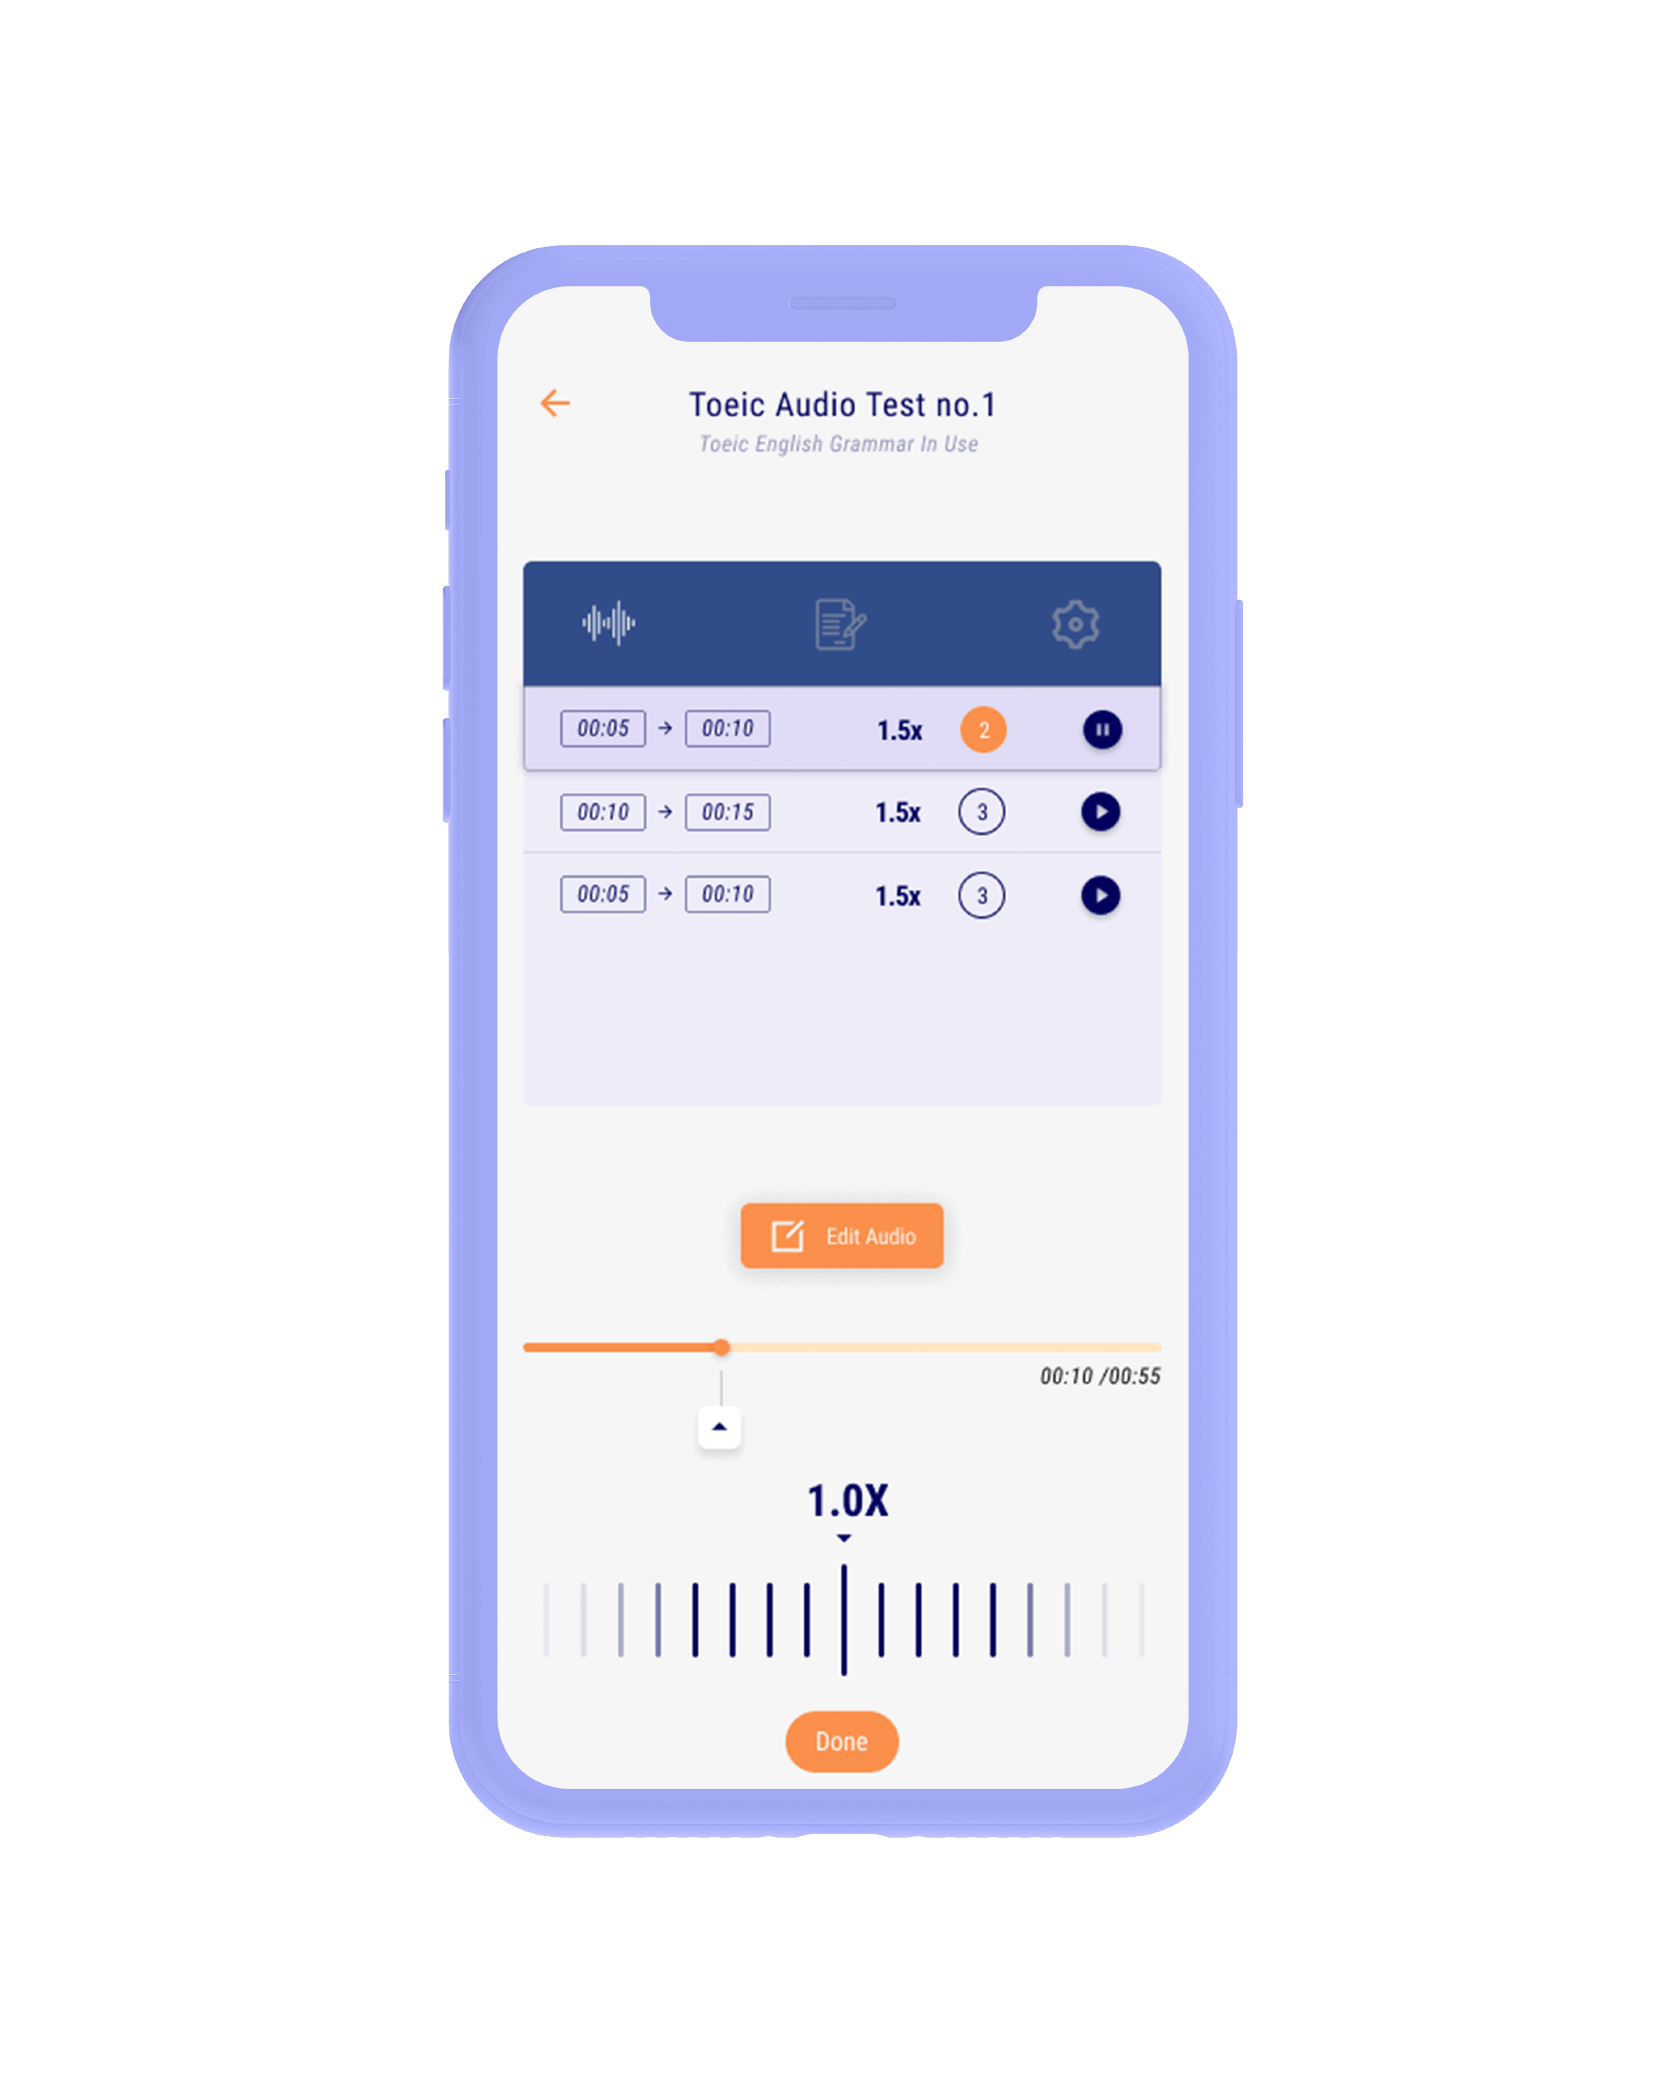 Toeic Audio Test no.1
Toeic English Grammar In Use
00:05 → 00:10 1.5x 2
00:10 → 00:15 1.5x 3
00:05 → 00:10 1.5x 3
Edit Audio
00:10 /00:55
1.0X
Done